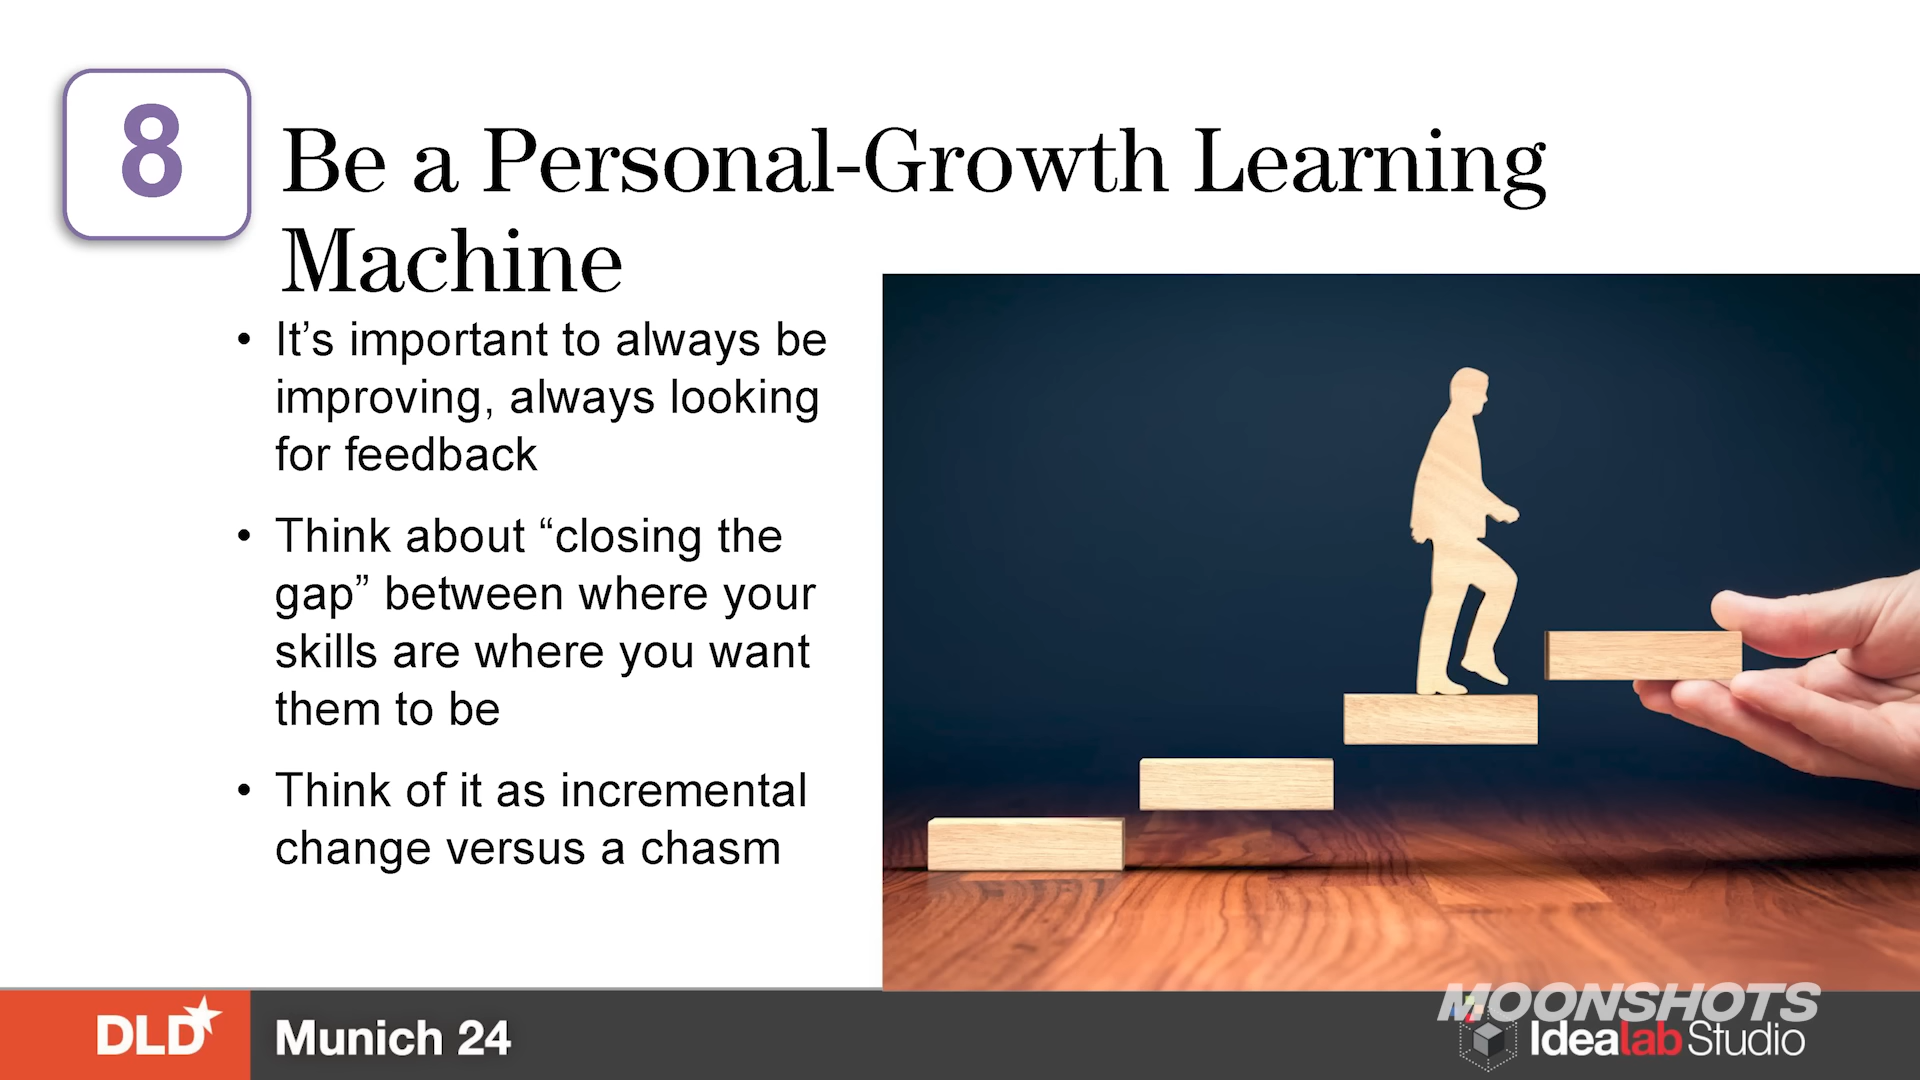 8
Be a Personal-Growth Learning
Machine
• It’s important to always be
improving, always looking
for feedback
• Think about “closing the
gap” between where your
skills are where you want
them to be
• Think of it as incremental
change versus a chasm
DLD
Munich 24
MOONSHOTS
Idealab Studio